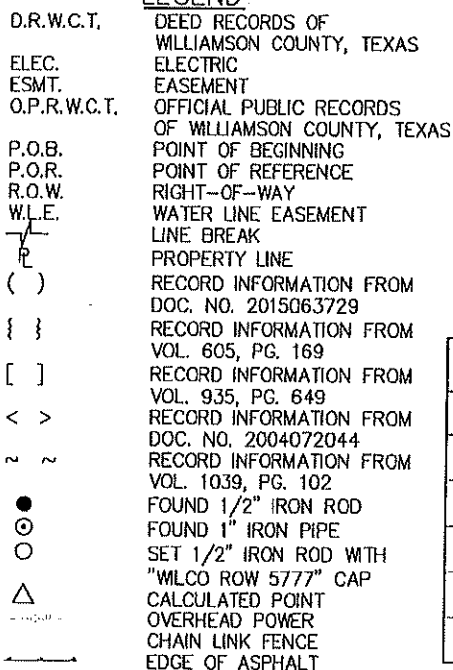 LEGEND
D.R.W.C.T. DEED RECORDS OF
WILLIAMSON COUNTY, TEXAS
ELEC. ELECTRIC
ESMT. EASEMENT
O.P.R.W.C.T. OFFICIAL PUBLIC RECORDS
OF WILLIAMSON COUNTY, TEXAS
P.O.B. POINT OF BEGINNING
P.O.R. POINT OF REFERENCE
R.O.W. RIGHT-OF-WAY
W.L.E. WATER LINE EASEMENT
LINE BREAK
PL PROPERTY LINE
( ) RECORD INFORMATION FROM
DOC. NO. 2015063729
{ } RECORD INFORMATION FROM
VOL. 605, PG. 169
[ ] RECORD INFORMATION FROM
VOL. 935, PG. 649
< > RECORD INFORMATION FROM
DOC. NO. 2004072044
~ ~ RECORD INFORMATION FROM
VOL. 1039, PG. 102
FOUND 1/2" IRON ROD
FOUND 1" IRON PIPE
SET 1/2" IRON ROD WITH
"WILCO ROW 5777" CAP
CALCULATED POINT
OVERHEAD POWER
CHAIN LINK FENCE
EDGE OF ASPHALT